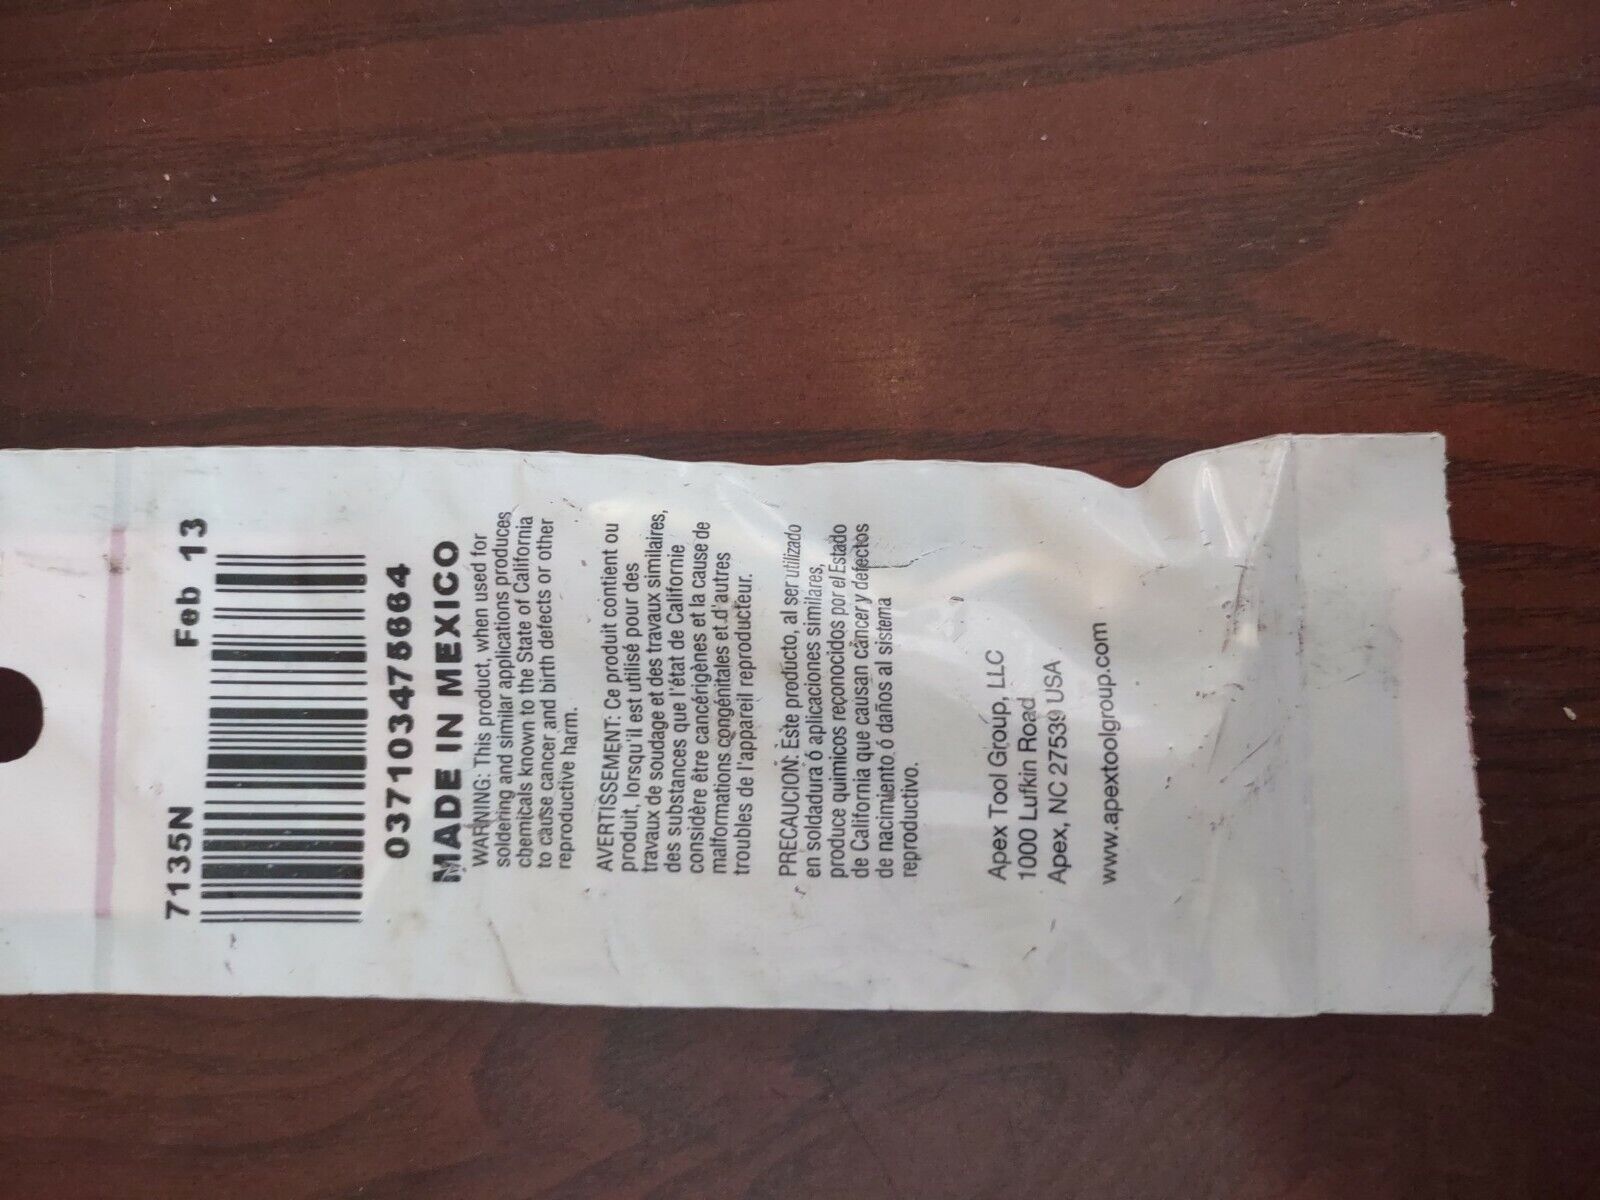 7135N Feb 13
037103475664
MADE IN MEXICO
WARNING: This product, when used for
soldering and similar applications produces
chemicals known to the State of California
to cause cancer and birth defects or other
reproductive harm.
AVERTISSEMENT: Ce produit contient ou
produit, lorsqu'il est utilisé pour des
travaux de soudage et des travaux similaires,
des substances que l'état de Californie
considère être cancérigènes et la cause de
malformations congénitales et d'autres
troubles de l'appareil reproducteur.
PRECAUCION: Este producto, al ser utilizado
en soldadura ó aplicaciones similares,
produce quimicos reconocidos por el Estado
de California que causan cáncer y defectos
de nacimiento ó daños al sistema
reproductivo.
Apex Tool Group, LLC
1000 Lufkin Road
Apex, NC 27539 USA
www.apextoolgroup.com